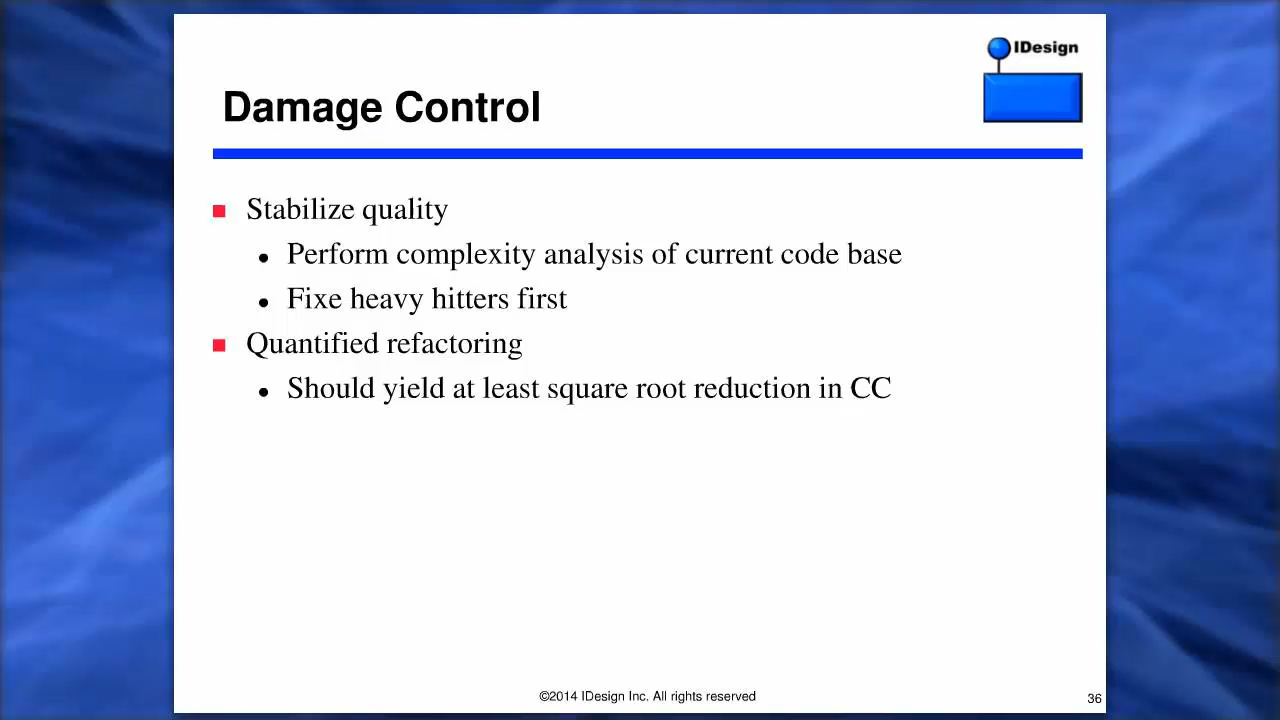 IDesign
Damage Control
Stabilize quality
Perform complexity analysis of current code base
Fixe heavy hitters first
Quantified refactoring
Should yield at least square root reduction in CC
©2014 IDesign Inc. All rights reserved
36